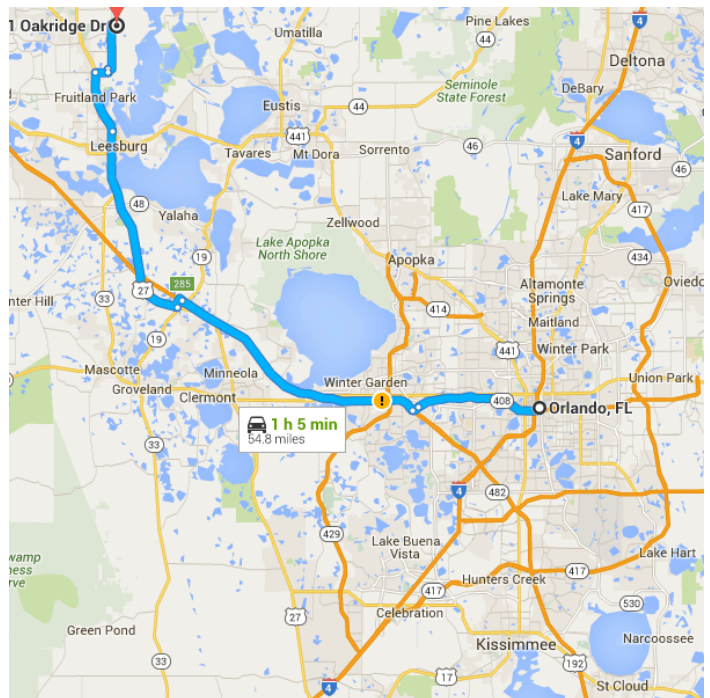 1 Oakridge Dr
Umatilla
Pine Lakes
44
4
Deltona
Fruitland Park
Eustis
44
Seminole
State Forest
DeBary
441
Leesburg
Tavares
Mt Dora
Sorrento
46
4
Sanford
46
48
Yalaha
Lake Mary
417
Zellwood
19
Lake Apopka
North Shore
434
Apopka
285
27
Oviedo
nter Hill
33
Altamonte
Springs
414
Maitland
19
441
Winter Park
Mascotte
Minneola
Winter Garden
Union Park
Groveland
Clermont
408
Orlando, FL
1 h 5 min
54.8 miles
33
4
482
429
Lake Buena
Vista
Lake Hart
wamp
ness
erve
417
417
Hunters Creek
530
27
Celebration
Green Pond
Narcoossee
Kissimmee
33
192
17
4
St Cloud